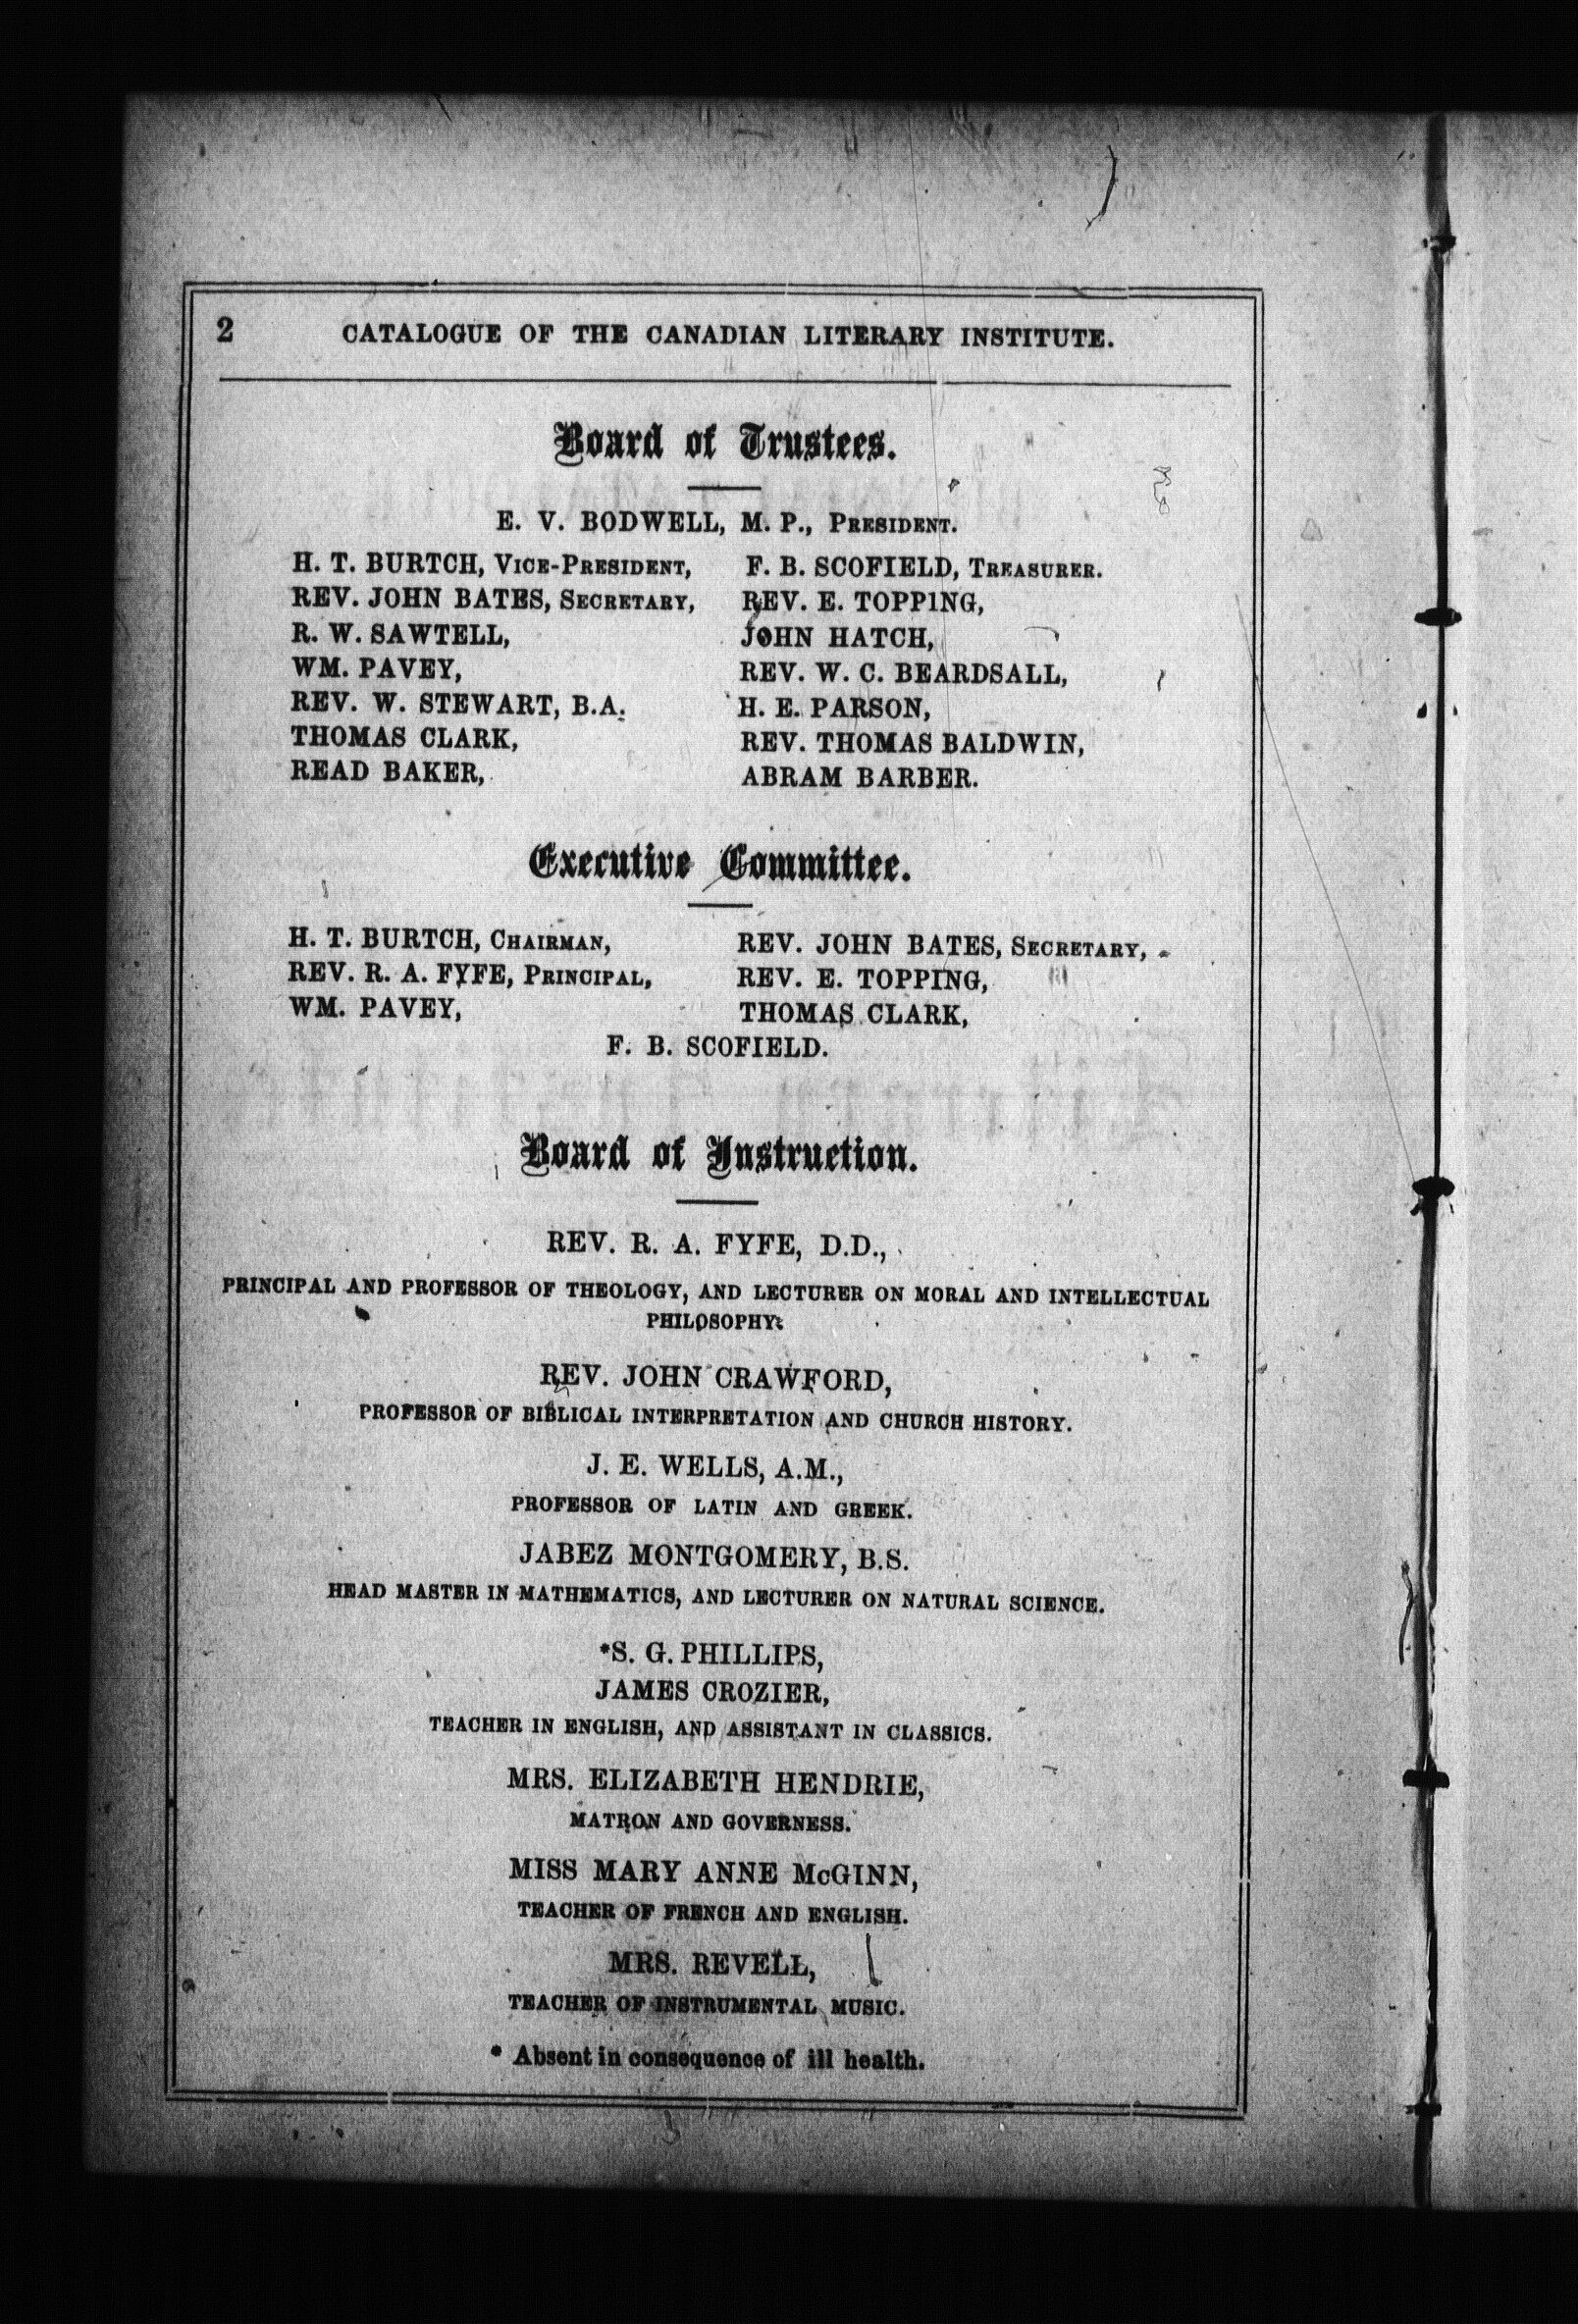 2 CATALOGUE OF THE CANADIAN LITERARY INSTITUTE.
Board of Trustees.
E. V. BODWELL, M. P., PRESIDENT.
H. T. BURTCH, VICE-PRESIDENT, F. B. SCOFIELD, TREASURER.
REV. JOHN BATES, SECRETARY, REV. E. TOPPING,
R. W. SAWTELL, JOHN HATCH,
WM. PAVEY, REV. W. C. BEARDSALL,
REV. W. STEWART, B.A. H. E. PARSON,
THOMAS CLARK, REV. THOMAS BALDWIN,
READ BAKER, ABRAM BARBER.
Executive Committee.
H. T. BURTCH, CHAIRMAN, REV. JOHN BATES, SECRETARY,
REV. R. A. FYFE, PRINCIPAL, REV. E. TOPPING,
WM. PAVEY, THOMAS CLARK,
F. B. SCOFIELD.
Board of Instruction.
REV. R. A. FYFE, D.D.,
PRINCIPAL AND PROFESSOR OF THEOLOGY, AND LECTURER ON MORAL AND INTELLECTUAL
PHILOSOPHY.
REV. JOHN CRAWFORD,
PROFESSOR OF BIBLICAL INTERPRETATION AND CHURCH HISTORY.
J. E. WELLS, A.M.,
PROFESSOR OF LATIN AND GREEK.
JABEZ MONTGOMERY, B.S.
HEAD MASTER IN MATHEMATICS, AND LECTURER ON NATURAL SCIENCE.
*S. G. PHILLIPS,
JAMES CROZIER,
TEACHER IN ENGLISH, AND ASSISTANT IN CLASSICS.
MRS. ELIZABETH HENDRIE,
MATRON AND GOVERNESS.
MISS MARY ANNE McGINN,
TEACHER OF FRENCH AND ENGLISH.
MRS. REVELL,
TEACHER OF INSTRUMENTAL MUSIC.
* Absent in consequence of ill health.